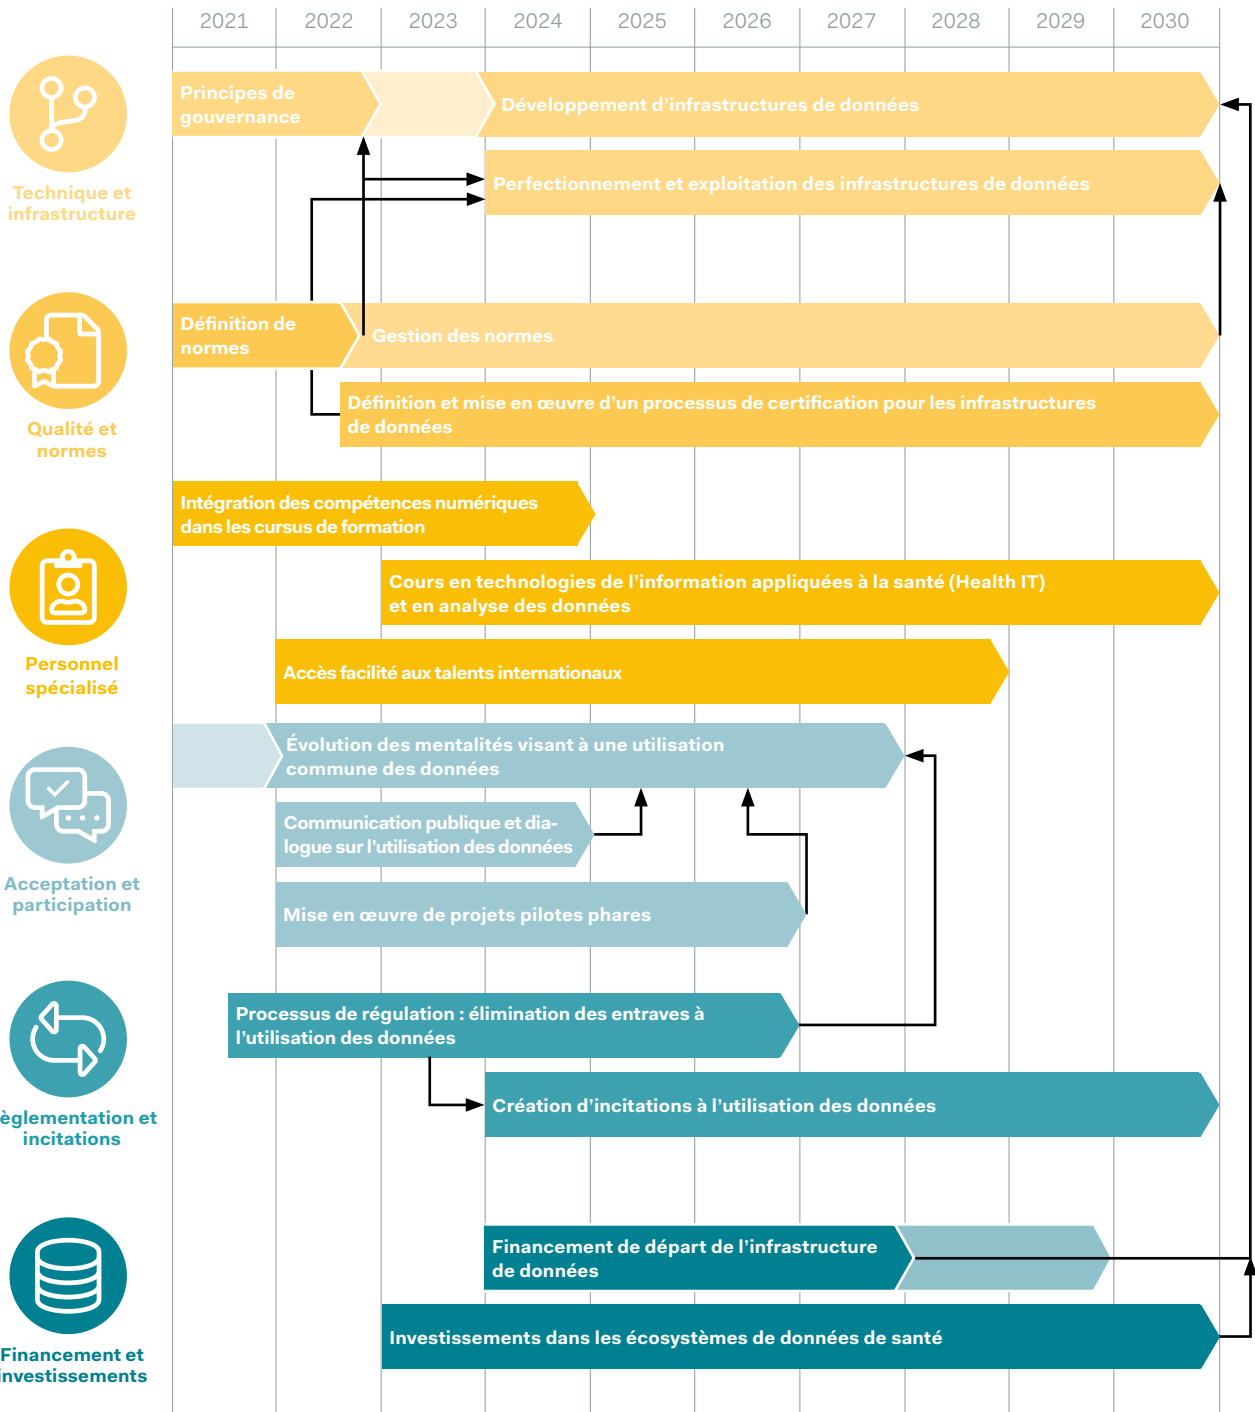 2021 2022 2023 2024 2025 2026 2027 2028 2029 2030
Principes de
gouvernance
Développement d'infrastructures de données
Perfectionnement et exploitation des infrastructures de données
Technique et
infrastructure
Définition de
normes
Gestion des normes
Définition et mise en œuvre d'un processus de certification pour les infrastructures
de données
Qualité et
normes
Intégration des compétences numériques
dans les cursus de formation
Cours en technologies de l'information appliquées à la santé (Health IT)
et en analyse des données
Accès facilité aux talents internationaux
Personnel
spécialisé
Évolution des mentalités visant à une utilisation
commune des données
Communication publique et dia-
logue sur l'utilisation des données
Mise en œuvre de projets pilotes phares
Acceptation et
participation
Processus de régulation : élimination des entraves à
l'utilisation des données
Création d'incitations à l'utilisation des données
èglementation et
incitations
Financement de départ de l'infrastructure
de données
Investissements dans les écosystèmes de données de santé
Financement et
nvestissements